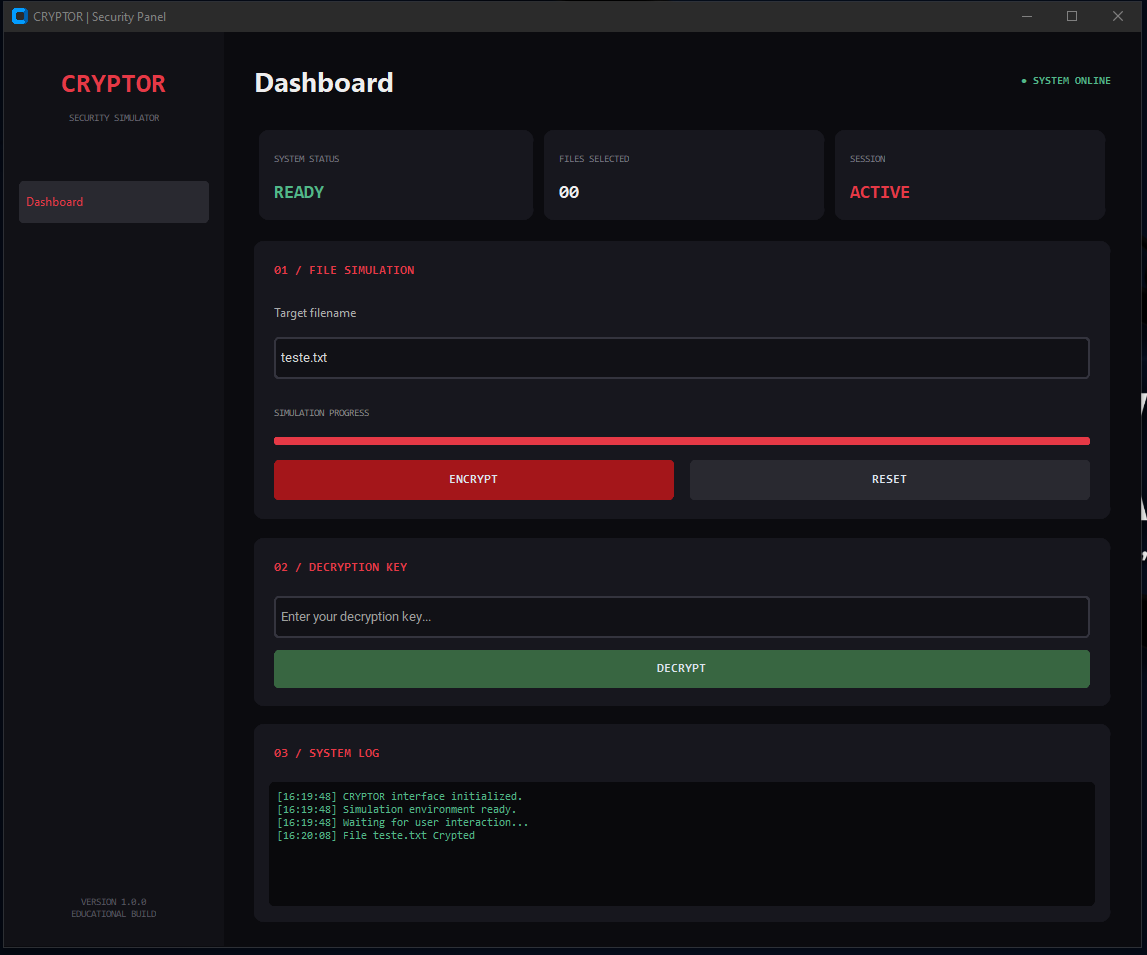 CRYPTOR | Security Panel
CRYPTOR
SECURITY SIMULATOR
Dashboard
VERSION 1.0.0
EDUCATIONAL BUILD
Dashboard
● SYSTEM ONLINE
SYSTEM STATUS
READY
FILES SELECTED
00
SESSION
ACTIVE
01 / FILE SIMULATION
Target filename
teste.txt
SIMULATION PROGRESS
ENCRYPT
RESET
02 / DECRYPTION KEY
Enter your decryption key...
DECRYPT
03 / SYSTEM LOG
[16:19:48] CRYPTOR interface initialized.
[16:19:48] Simulation environment ready.
[16:19:48] Waiting for user interaction...
[16:20:08] File teste.txt Crypted